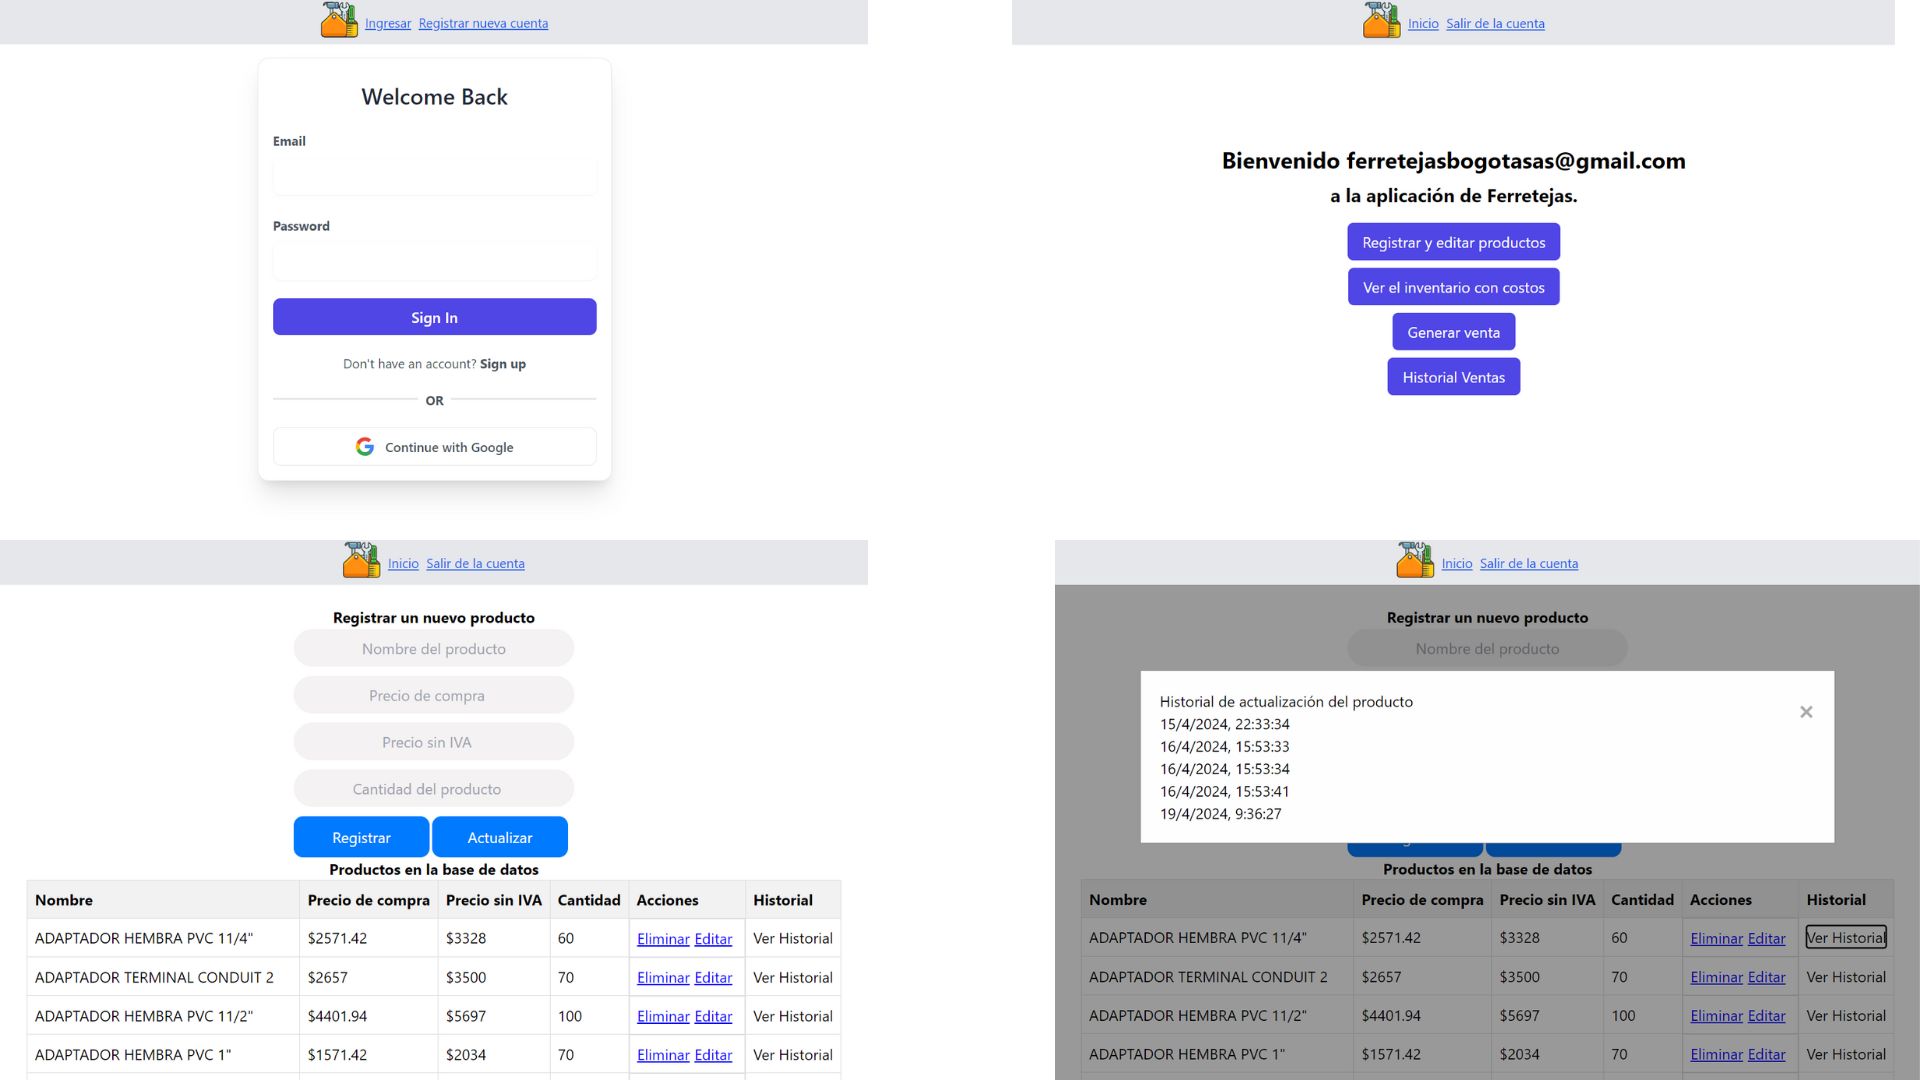 Ingresar Registrar nueva cuenta
Welcome Back
Email
Password
Sign In
Don't have an account? Sign up
OR
Continue with Google
Inicio Salir de la cuenta
Bienvenido ferretejasbogotasas@gmail.com
a la aplicación de Ferretejas.
Registrar y editar productos
Ver el inventario con costos
Generar venta
Historial Ventas
Inicio Salir de la cuenta
Registrar un nuevo producto
Nombre del producto
Precio de compra
Precio sin IVA
Cantidad del producto
Registrar Actualizar
Productos en la base de datos
Nombre Precio de compra Precio sin IVA Cantidad Acciones Historial
ADAPTADOR HEMBRA PVC 11/4" $2571.42 $3328 60 Eliminar Editar Ver Historial
ADAPTADOR TERMINAL CONDUIT 2 $2657 $3500 70 Eliminar Editar Ver Historial
ADAPTADOR HEMBRA PVC 11/2" $4401.94 $5697 100 Eliminar Editar Ver Historial
ADAPTADOR HEMBRA PVC 1" $1571.42 $2034 70 Eliminar Editar Ver Historial
Inicio Salir de la cuenta
Registrar un nuevo producto
Nombre del producto
Historial de actualización del producto
15/4/2024, 22:33:34
16/4/2024, 15:53:33
16/4/2024, 15:53:34
16/4/2024, 15:53:41
19/4/2024, 9:36:27
Productos en la base de datos
Nombre Precio de compra Precio sin IVA Cantidad Acciones Historial
ADAPTADOR HEMBRA PVC 11/4" $2571.42 $3328 60 Eliminar Editar Ver Historial
ADAPTADOR TERMINAL CONDUIT 2 $2657 $3500 70 Eliminar Editar Ver Historial
ADAPTADOR HEMBRA PVC 11/2" $4401.94 $5697 100 Eliminar Editar Ver Historial
ADAPTADOR HEMBRA PVC 1" $1571.42 $2034 70 Eliminar Editar Ver Historial